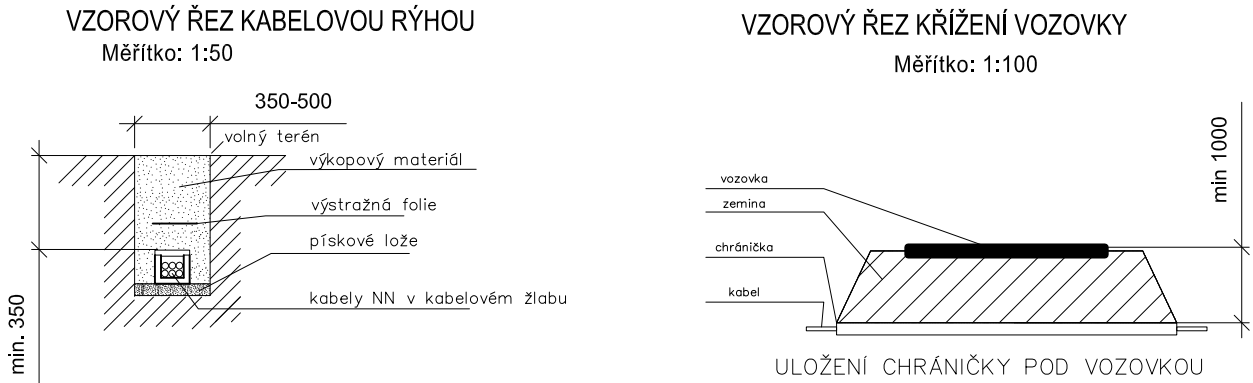 VZOROVÝ ŘEZ KABELOVOU RÝHOU
Měřítko: 1:50
350-500
volný terén
výkopový materiál
výstražná folie
pískové lože
kabely NN v kabelovém žlabu
min. 350
VZOROVÝ ŘEZ KŘÍŽENÍ VOZOVKY
Měřítko: 1:100
vozovka
zemina
chránička
kabel
min 1000
ULOŽENÍ CHRÁNIČKY POD VOZOVKOU